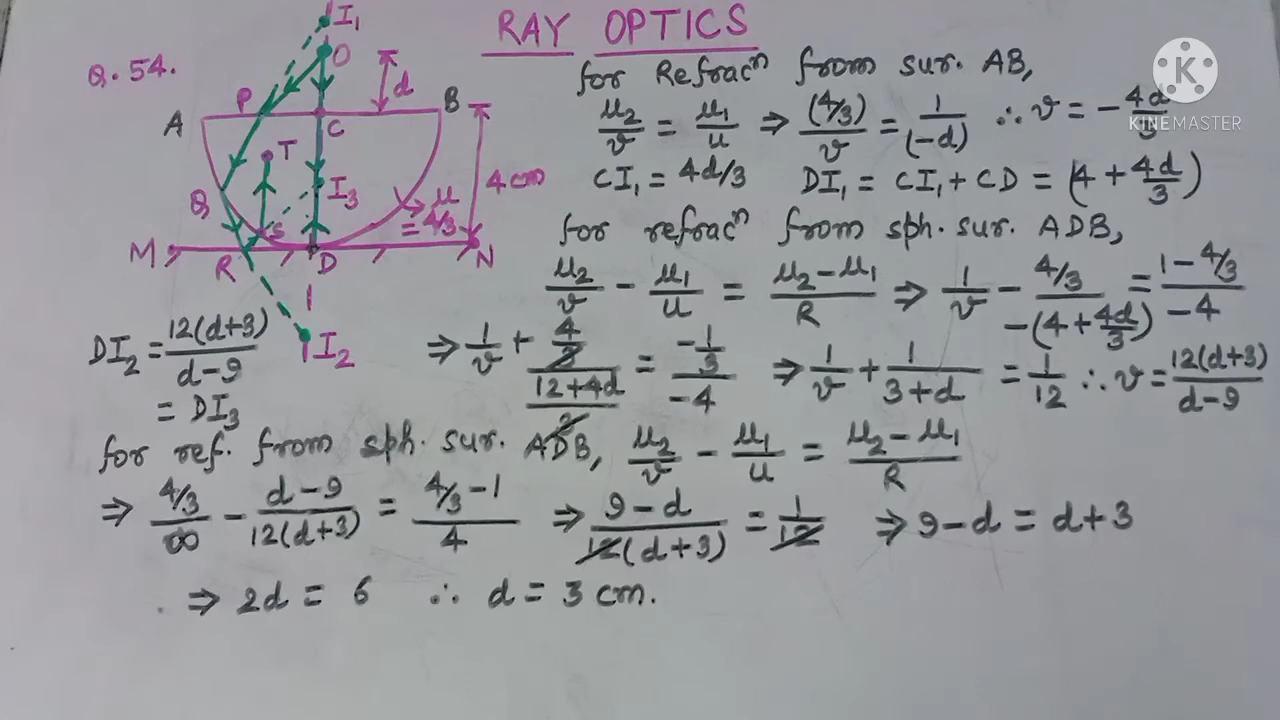 RAY OPTICS
Q.54.
I₁
O
d
P
A
B
C
T
I₃
4 cm
Q
μ = 4/3
S
M
R
D
N
I₂
for Refracⁿ from sur. AB,
μ₂/v = μ₁/u ⇒ (4/3)/v = 1/(-d) ∴ v = -4d/
CI₁ = 4d/3 DI₁ = CI₁ + CD = (4 + 4d/3)
for refracⁿ from sph. sur. ADB,
μ₂/v - μ₁/u = (μ₂-μ₁)/R ⇒ 1/v - (4/3)/(-(4+4d/3)) = (1-4/3)/-4
⇒ 1/v + (4/3)/((12+4d)/3) = (-1/3)/-4 ⇒ 1/v + 1/(3+d) = 1/12 ∴ v = 12(d+3)/(d-9)
DI₂ = 12(d+3)/(d-9)
= DI₃
for ref. from sph. sur. ADB, μ₂/v - μ₁/u = (μ₂-μ₁)/R
⇒ (4/3)/∞ - (d-9)/(12(d+3)) = (4/3-1)/4 ⇒ (9-d)/(12(d+3)) = 1/12 ⇒ 9-d = d+3
⇒ 2d = 6 ∴ d = 3 cm.
K
KINEMASTER